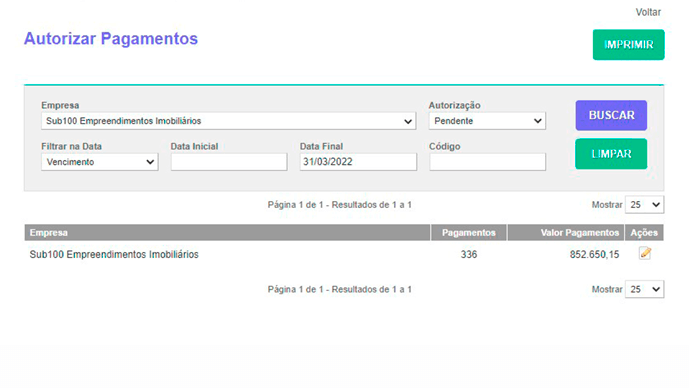 Voltar
Autorizar Pagamentos
IMPRIMIR
Empresa Autorização
Sub100 Empreendimentos Imobiliários Pendente BUSCAR
Filtrar na Data Data Inicial Data Final Código
Vencimento 31/03/2022 LIMPAR
Página 1 de 1 - Resultados de 1 a 1 Mostrar 25
Empresa Pagamentos Valor Pagamentos Ações
Sub100 Empreendimentos Imobiliários 336 852.650,15
Página 1 de 1 - Resultados de 1 a 1 Mostrar 25